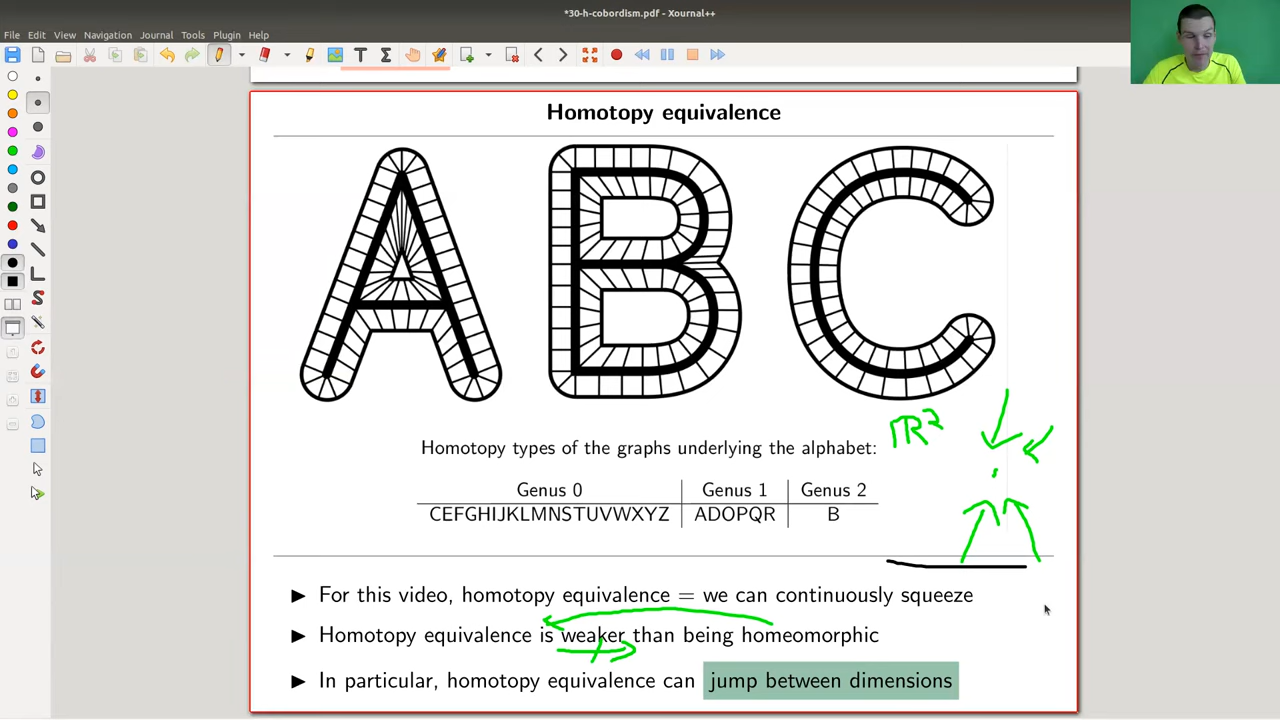 *30-h-cobordism.pdf - Xournal++
File Edit View Navigation Journal Tools Plugin Help
Homotopy equivalence
A B C
ℝ²
Homotopy types of the graphs underlying the alphabet:
Genus 0 Genus 1 Genus 2
CEFGHIJKLMNSTUVWXYZ ADOPQR B
▶ For this video, homotopy equivalence = we can continuously squeeze
▶ Homotopy equivalence is weaker than being homeomorphic
▶ In particular, homotopy equivalence can jump between dimensions